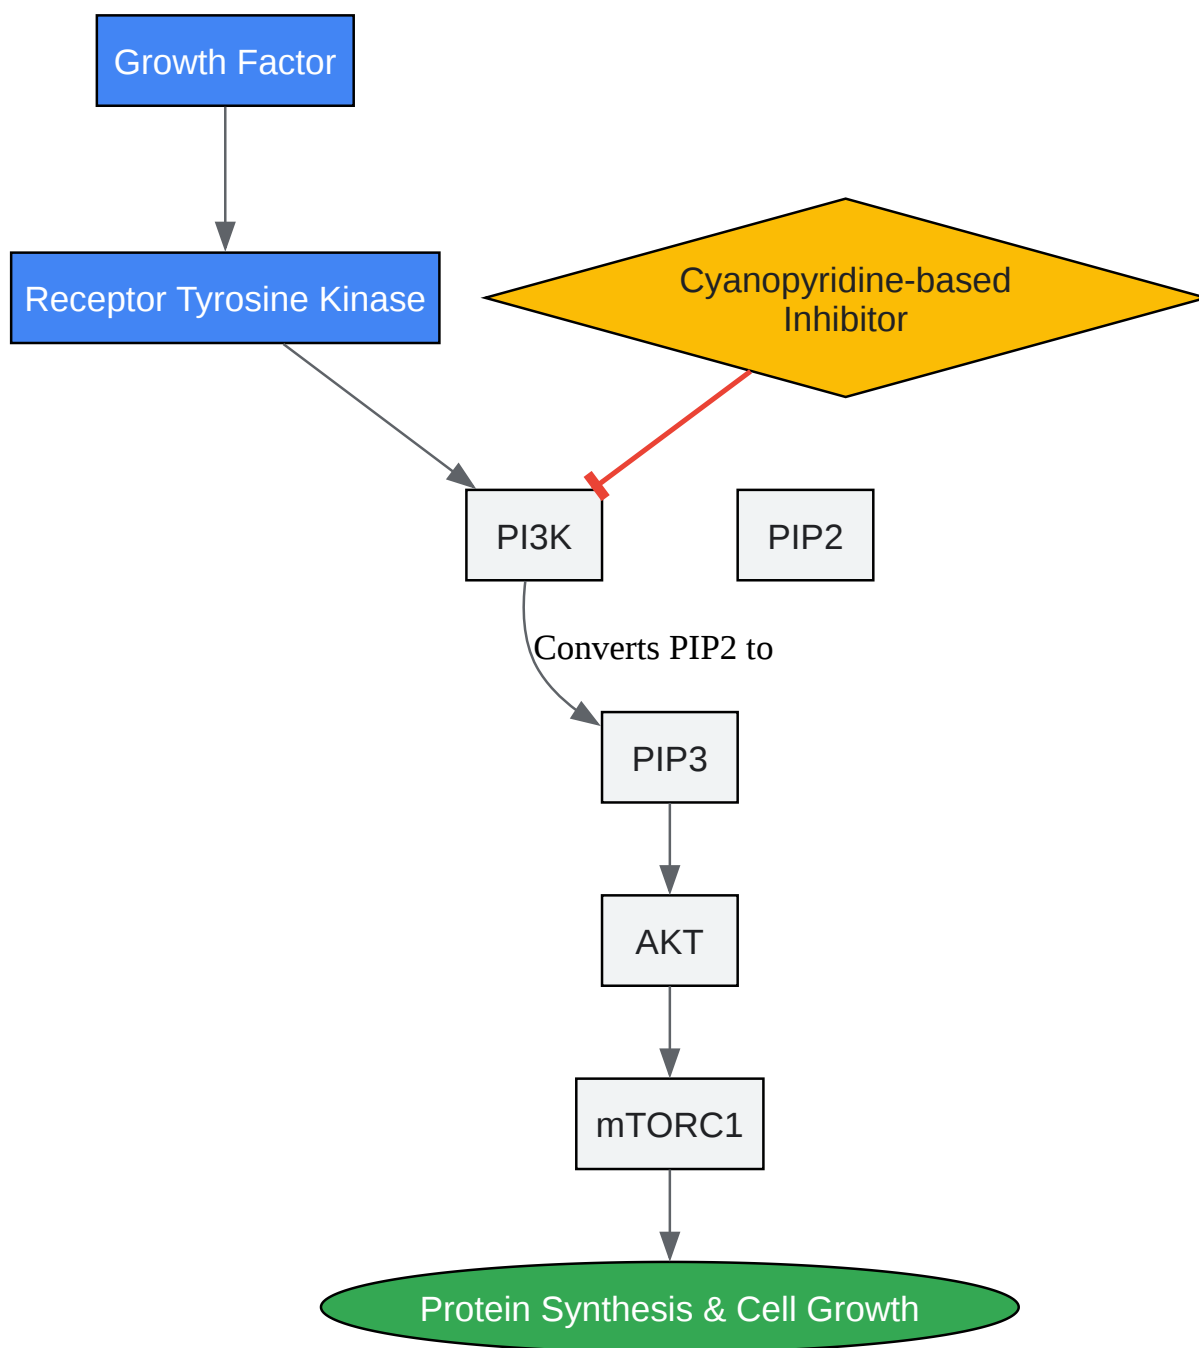 Growth Factor
Receptor Tyrosine Kinase
Cyanopyridine-based
Inhibitor
PI3K
PIP2
Converts PIP2 to
PIP3
AKT
mTORC1
Protein Synthesis & Cell Growth